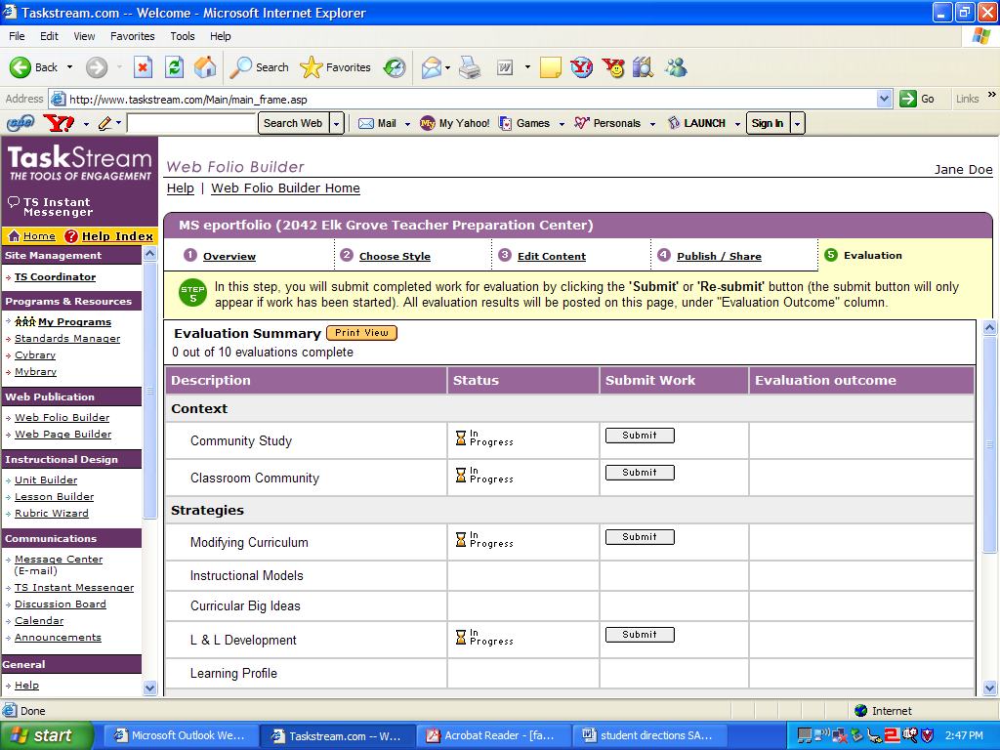 Taskstream.com -- Welcome - Microsoft Internet Explorer
File Edit View Favorites Tools Help
Back Search Favorites
Address http://www.taskstream.com/Main/main_frame.asp Go Links »
Y! Search Web Mail My Yahoo! Games Personals LAUNCH Sign In
TaskStream
THE TOOLS OF ENGAGEMENT
TS Instant
Messenger
Home Help Index
Site Management
TS Coordinator
Programs & Resources
My Programs
Standards Manager
Cybrary
Mybrary
Web Publication
Web Folio Builder
Web Page Builder
Instructional Design
Unit Builder
Lesson Builder
Rubric Wizard
Communications
Message Center
(E-mail)
TS Instant Messenger
Discussion Board
Calendar
Announcements
General
Help
Web Folio Builder
Jane Doe
Help | Web Folio Builder Home
MS eportfolio (2042 Elk Grove Teacher Preparation Center)
1 Overview 2 Choose Style 3 Edit Content 4 Publish / Share 5 Evaluation
STEP 5
In this step, you will submit completed work for evaluation by clicking the 'Submit' or 'Re-submit' button (the submit button will only
appear if work has been started). All evaluation results will be posted on this page, under "Evaluation Outcome" column.
Evaluation Summary Print View
0 out of 10 evaluations complete
Description Status Submit Work Evaluation outcome
Context
Community Study In Progress Submit
Classroom Community In Progress Submit
Strategies
Modifying Curriculum In Progress Submit
Instructional Models
Curricular Big Ideas
L & L Development In Progress Submit
Learning Profile
Done Internet
start Microsoft Outlook We... Taskstream.com -- W... Acrobat Reader - [fa... student directions SA... 2:47 PM